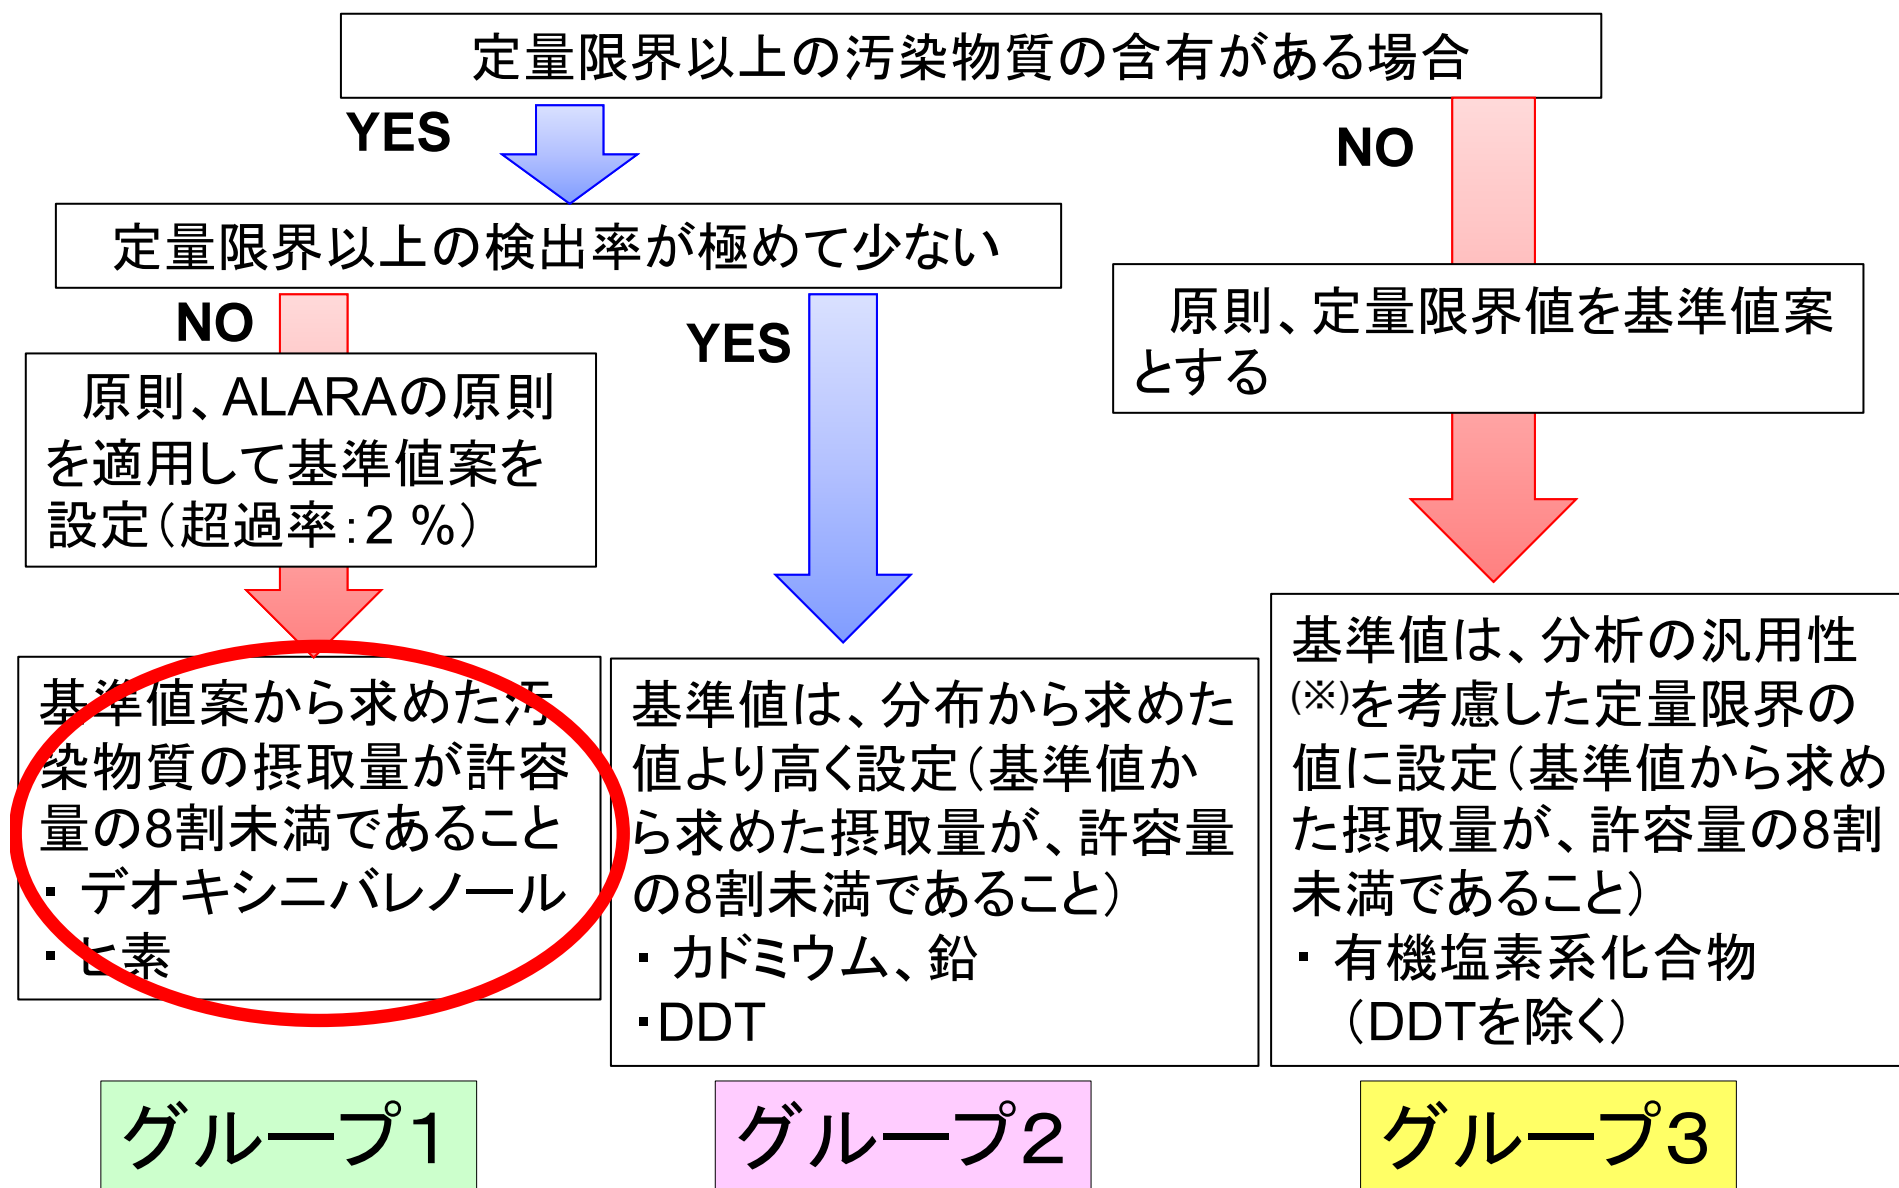 定量限界以上の汚染物質の含有がある場合
YES
NO
定量限界以上の検出率が極めて少ない
NO
YES
原則、定量限界値を基準値案
とする
原則、ALARAの原則
を適用して基準値案を
設定（超過率：2 %）
基準値案から求めた汚
染物質の摂取量が許容
量の8割未満であること
・ デオキシニバレノール
・ヒ素
基準値は、分布から求めた
値より高く設定（基準値か
ら求めた摂取量が、許容量
の8割未満であること）
・ カドミウム、鉛
・DDT
基準値は、分析の汎用性
(※)を考慮した定量限界の
値に設定（基準値から求め
た摂取量が、許容量の8割
未満であること）
・ 有機塩素系化合物
（DDTを除く）
グループ１
グループ２
グループ３